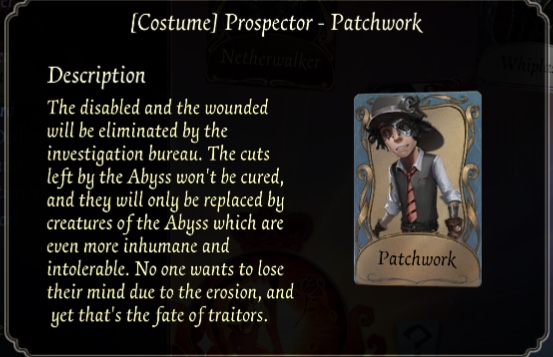 [Costume] Prospector - Patchwork
Netherwalker
Description
The disabled and the wounded
will be eliminated by the
investigation bureau. The cuts
left by the Abyss won't be cured,
and they will only be replaced by
creatures of the Abyss which are
even more inhumane and
intolerable. No one wants to lose
their mind due to the erosion, and
yet that's the fate of traitors.
Patchwork